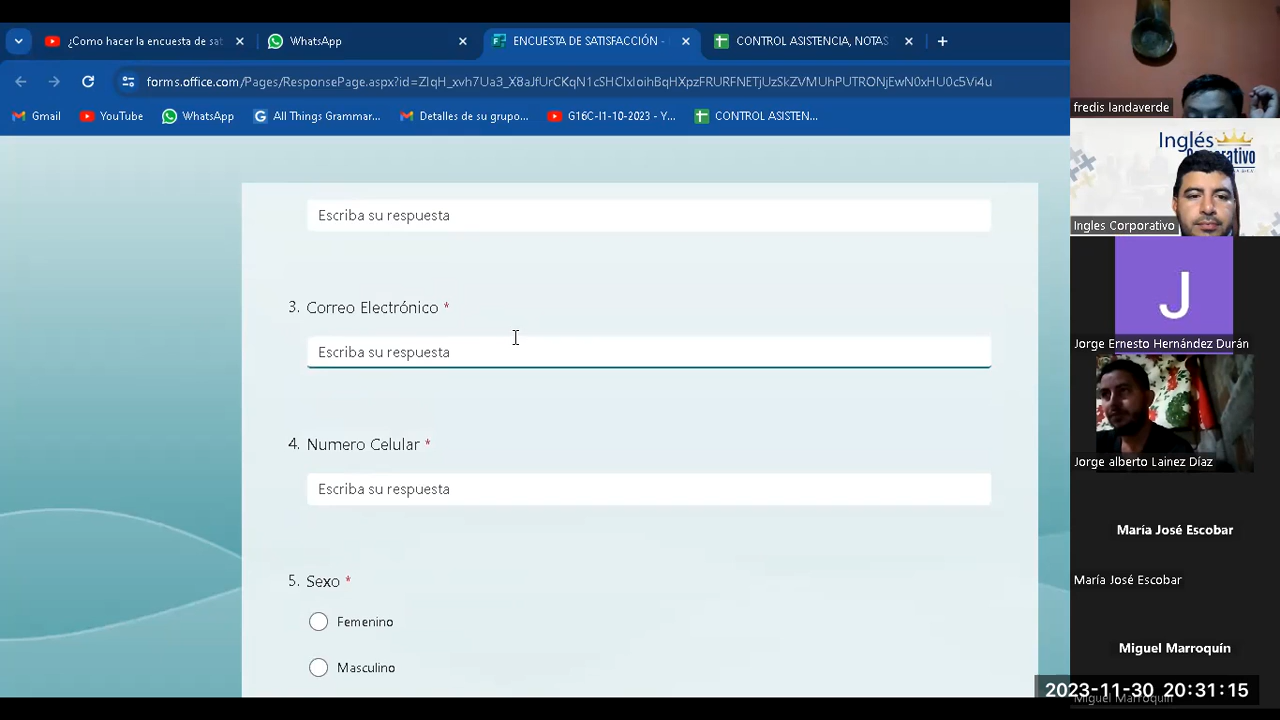 ¿Como hacer la encuesta de sat
WhatsApp
ENCUESTA DE SATISFACCIÓN -
CONTROL ASISTENCIA, NOTAS
forms.office.com/Pages/ResponsePage.aspx?id=ZIqH_xvh7Ua3_X8aJfUrCKqN1cSHCIxIoihBqHXpzFRURFNETjUzSkZVMUhPUTRONjEwN0xHU0c5Vi4u
Gmail
YouTube
WhatsApp
All Things Grammar...
Detalles de su grupo...
G16C-I1-10-2023 - Y...
CONTROL ASISTEN...
Escriba su respuesta
3. Correo Electrónico *
Escriba su respuesta
4. Numero Celular *
Escriba su respuesta
5. Sexo *
Femenino
Masculino
fredis landaverde
Inglés
Ingles Corporativo
J
Jorge Ernesto Hernández Durán
Jorge alberto Lainez Díaz
María José Escobar
María José Escobar
Miguel Marroquín
Miguel Marroquín
2023-11-30 20:31:15